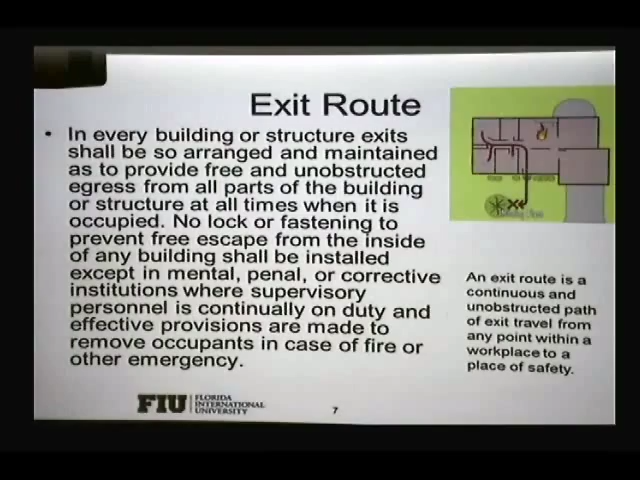 Exit Route
• In every building or structure exits
shall be so arranged and maintained
as to provide free and unobstructed
egress from all parts of the building
or structure at all times when it is
occupied. No lock or fastening to
prevent free escape from the inside
of any building shall be installed
except in mental, penal, or corrective
institutions where supervisory
personnel is continually on duty and
effective provisions are made to
remove occupants in case of fire or
other emergency.
An exit route is a
continuous and
unobstructed path
of exit travel from
any point within a
workplace to a
place of safety.
FIU
FLORIDA
INTERNATIONAL
UNIVERSITY
7